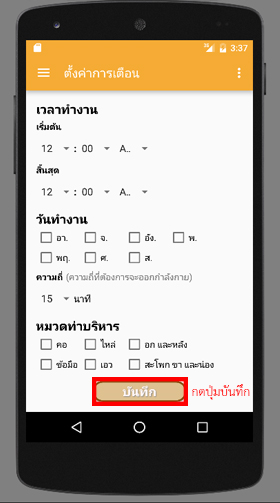 3:37
ตั้งค่าการเตือน
เวลาทำงาน
เริ่มต้น
12 : 00 A..
สิ้นสุด
12 : 00 A..
วันทำงาน
อา. จ. อัง. พ.
พฤ. ศ. ส.
ความถี่ (ความถี่ที่ต้องการจะออกกำลังกาย)
15 นาที
หมวดท่าบริหาร
คอ ไหล่ อก และหลัง
ข้อมือ เอว สะโพก ขา และน่อง
บันทึก กดปุ่มบันทึก